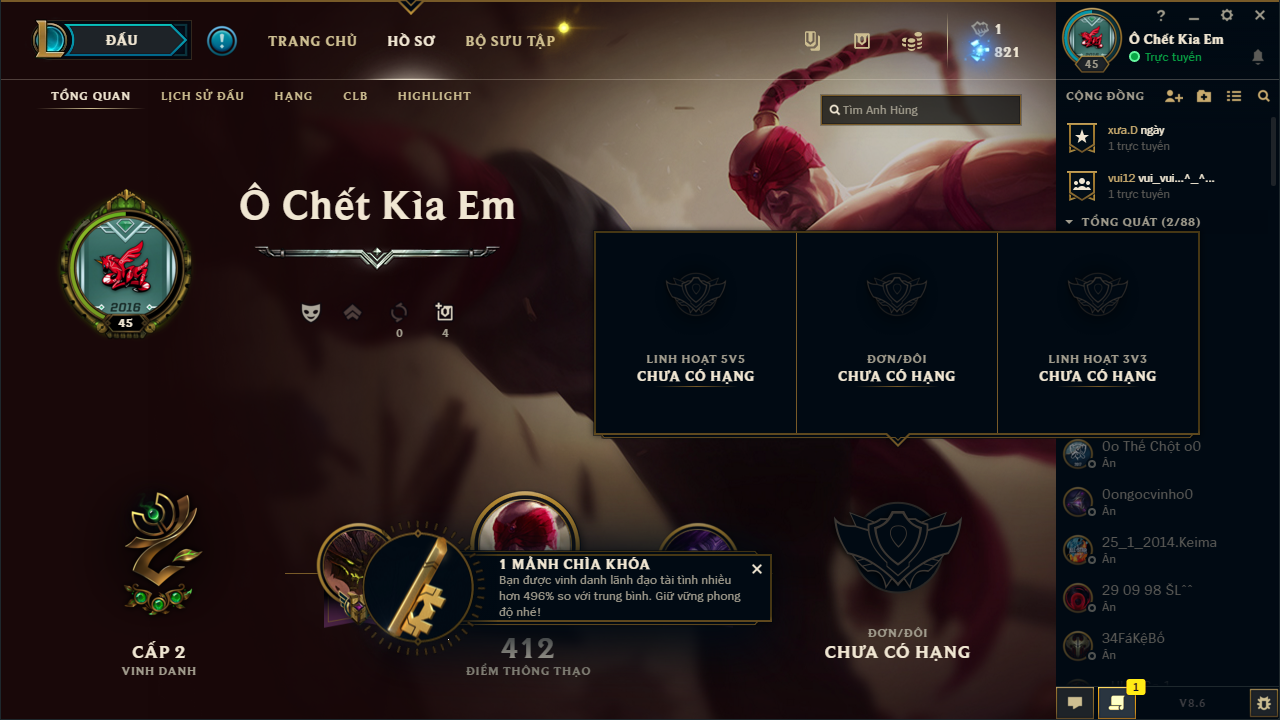 ĐẤU
TRANG CHỦ
HỒ SƠ
BỘ SƯU TẬP
1
821
?
Ô Chết Kìa Em
Trực tuyến
45
TỔNG QUAN
LỊCH SỬ ĐẤU
HẠNG
CLB
HIGHLIGHT
Tìm Anh Hùng
CỘNG ĐỒNG
xưa.D ngày
1 trực tuyến
vui12 vui_vui...^_^...
1 trực tuyến
TỔNG QUÁT (2/88)
Ô Chết Kìa Em
2016
45
0
4
LINH HOẠT 5V5
CHƯA CÓ HẠNG
ĐƠN/ĐÔI
CHƯA CÓ HẠNG
LINH HOẠT 3V3
CHƯA CÓ HẠNG
0o Thế Chột o0
Ẩn
0ongocvinho0
Ẩn
25_1_2014.Keima
Ẩn
29 09 98 ŠLˆˆ
Ẩn
34FáKệBố
Ẩn
1 MẢNH CHÌA KHÓA
Bạn được vinh danh lãnh đạo tài tình nhiều
hơn 496% so với trung bình. Giữ vững phong
độ nhé!
CẤP 2
VINH DANH
412
ĐIỂM THÔNG THẠO
ĐƠN/ĐÔI
CHƯA CÓ HẠNG
1
V8.6